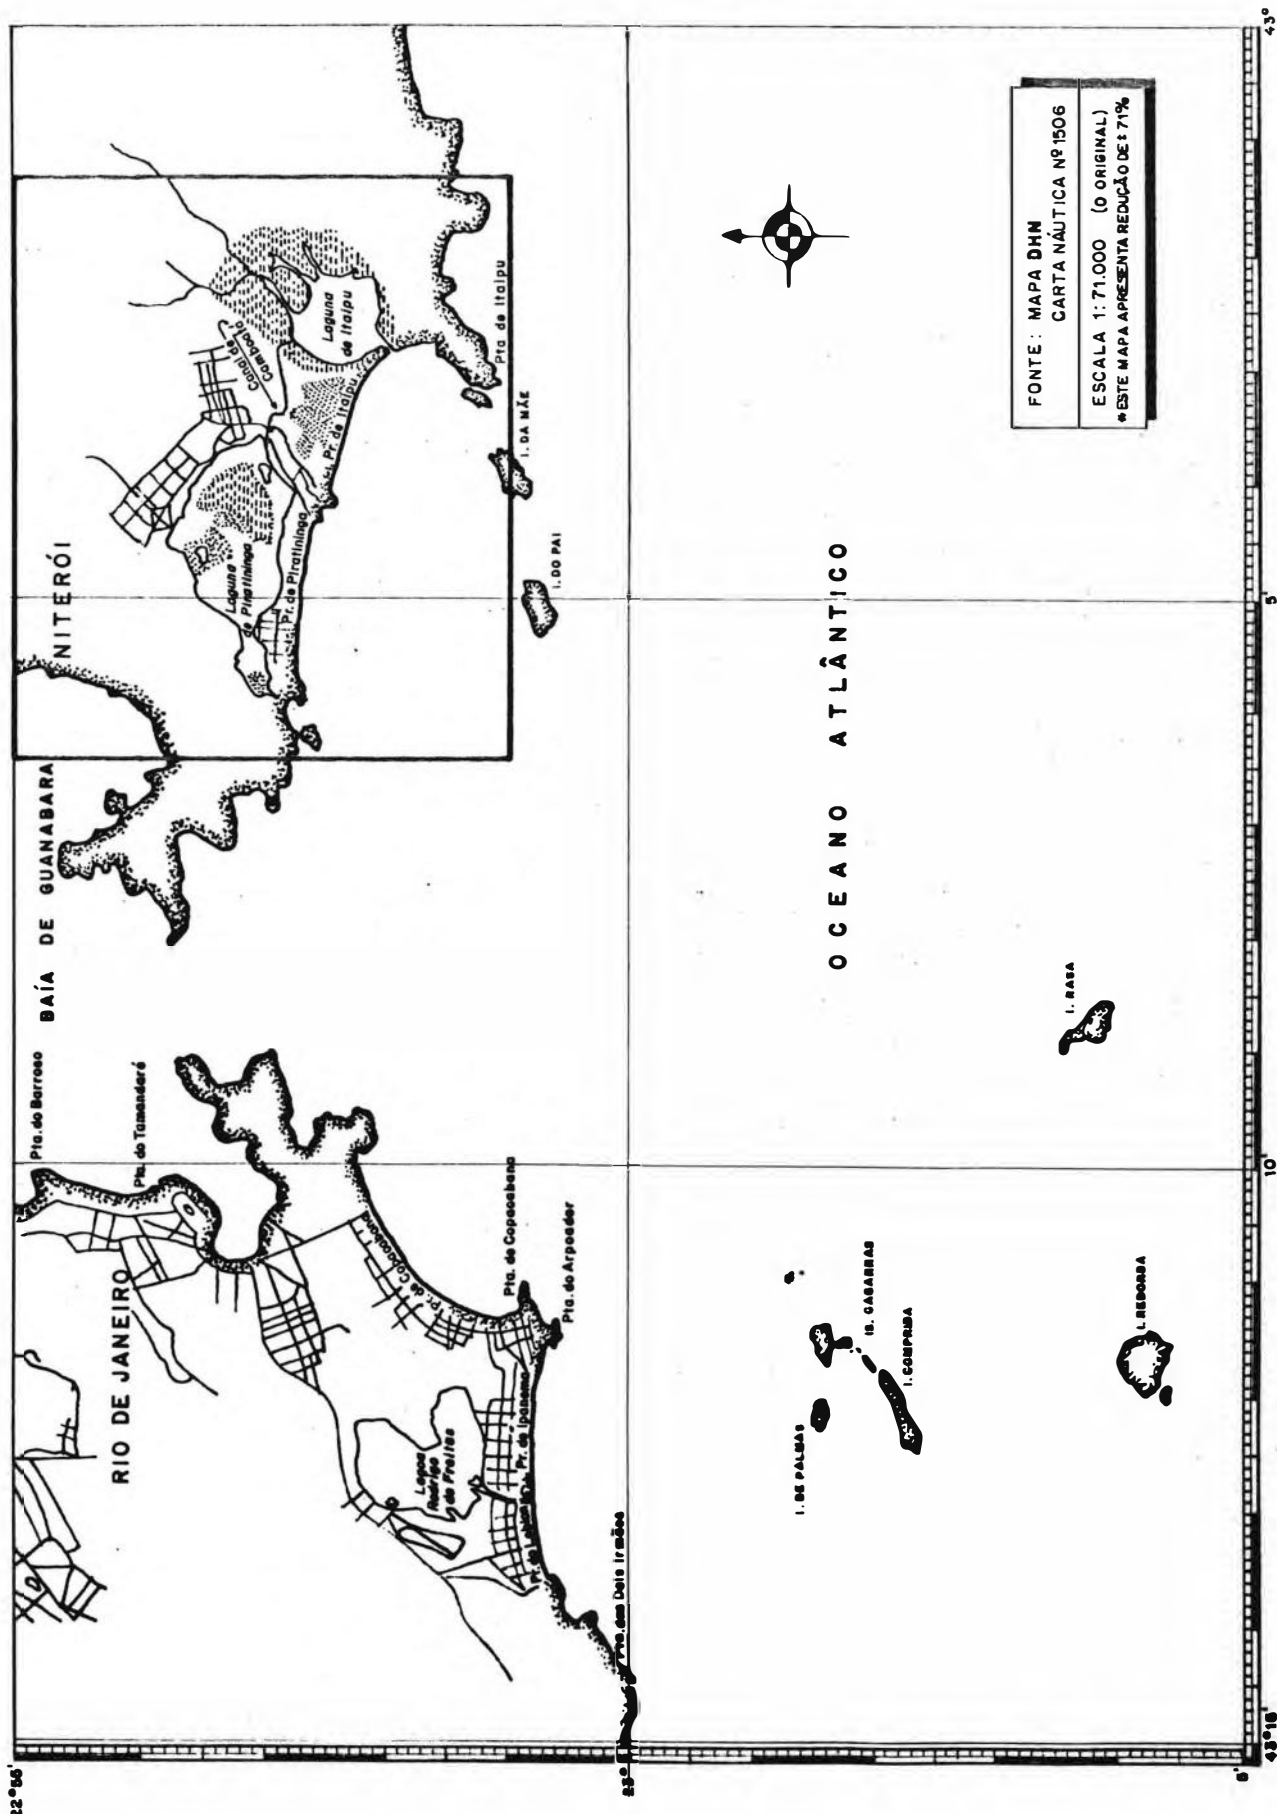 NITERÓI
BAÍA DE GUANABARA
RIO DE JANEIRO
Pta. do Barroso
Pta. do Tamandaré
Canal de
Camboatá
Laguna
de Itaipu
Laguna
de Piratininga
Pr. de Itaipu
Pr. de Piratininga
Pta de Itaipu
I. DA MÃE
I. DO PAI
Pr. de Copacabana
Pta. de Copacabana
Pta. do Arpoador
Lagoa
Rodrigo
de Freitas
Pr. de Ipanema
Pr. do Leblon
Pta. dos Dois Irmãos
OCEANO ATLÂNTICO
I. RASA
I. DE PALMAS
IS. CAGARRAS
I. COMPRIDA
I. REDONDA
FONTE: MAPA DHN
CARTA NÁUTICA Nº 1506
ESCALA 1:71.000 (O ORIGINAL)
*ESTE MAPA APRESENTA REDUÇÃO DE ± 71%
22°56'
23°
5'
43°15'
10'
5'
43°